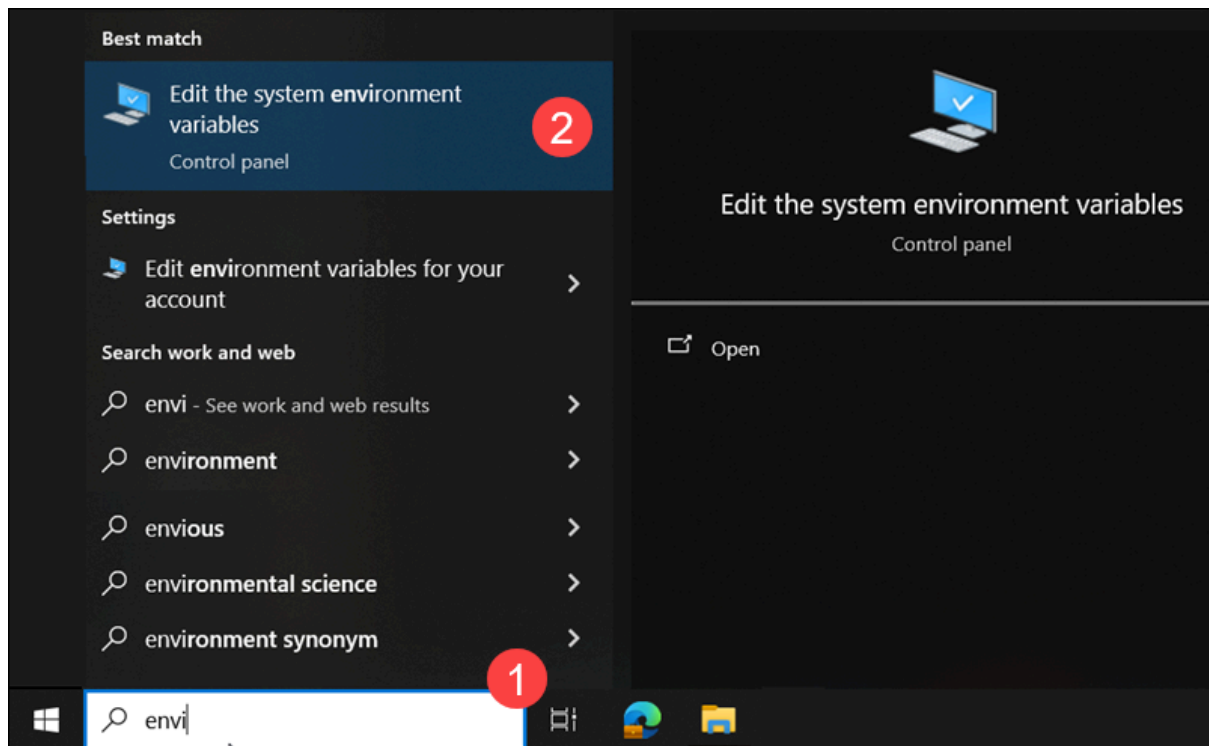 Best match
Edit the system environment
variables
Control panel
2
Settings
Edit environment variables for your
account
Search work and web
envi - See work and web results
environment
envious
environmental science
environment synonym
1
envi
Edit the system environment variables
Control panel
Open